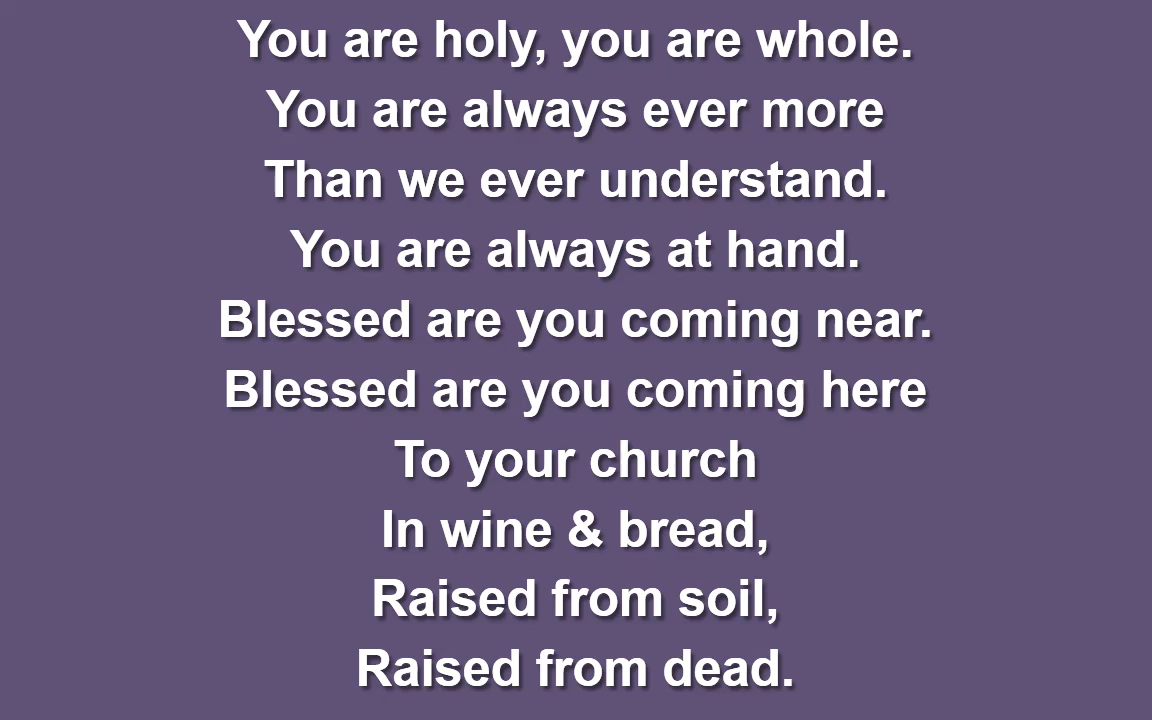 You are holy, you are whole.
You are always ever more
Than we ever understand.
You are always at hand.
Blessed are you coming near.
Blessed are you coming here
To your church
In wine & bread,
Raised from soil,
Raised from dead.